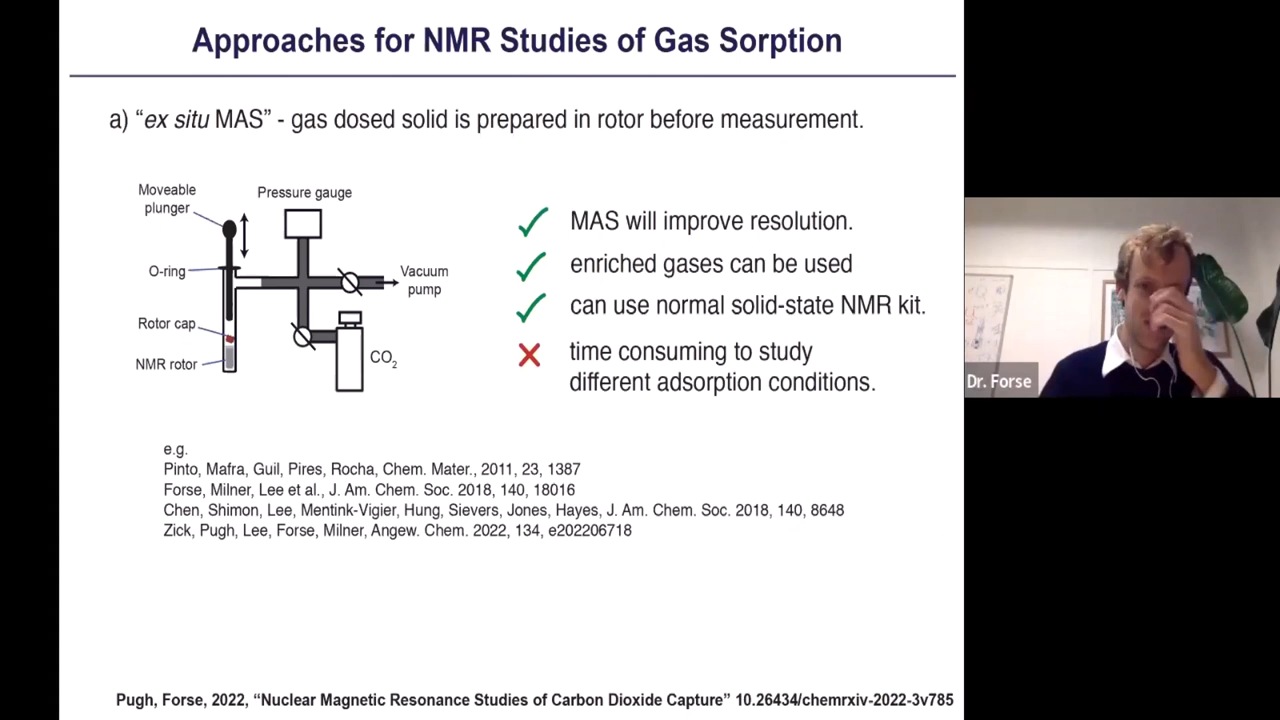 Approaches for NMR Studies of Gas Sorption
a) “ex situ MAS” - gas dosed solid is prepared in rotor before measurement.
Moveable
plunger
Pressure gauge
O-ring
Vacuum
pump
Rotor cap
NMR rotor
CO2
MAS will improve resolution.
enriched gases can be used
can use normal solid-state NMR kit.
time consuming to study
different adsorption conditions.
Dr. Forse
e.g.
Pinto, Mafra, Guil, Pires, Rocha, Chem. Mater., 2011, 23, 1387
Forse, Milner, Lee et al., J. Am. Chem. Soc. 2018, 140, 18016
Chen, Shimon, Lee, Mentink-Vigier, Hung, Sievers, Jones, Hayes, J. Am. Chem. Soc. 2018, 140, 8648
Zick, Pugh, Lee, Forse, Milner, Angew. Chem. 2022, 134, e202206718
Pugh, Forse, 2022, “Nuclear Magnetic Resonance Studies of Carbon Dioxide Capture” 10.26434/chemrxiv-2022-3v785